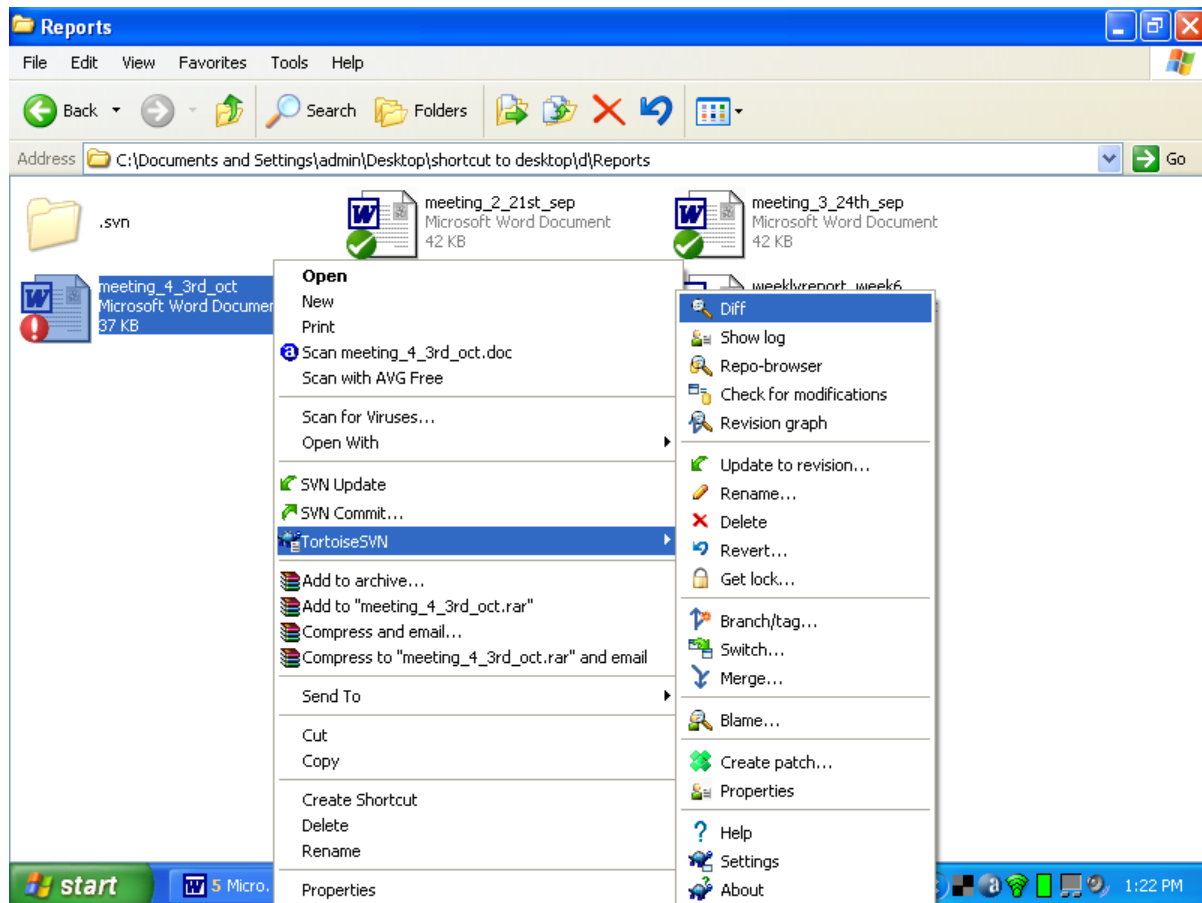 Reports
File Edit View Favorites Tools Help
Back Search Folders
Address C:\Documents and Settings\admin\Desktop\shortcut to desktop\d\Reports Go
.svn
meeting_2_21st_sep
Microsoft Word Document
42 KB
meeting_3_24th_sep
Microsoft Word Document
42 KB
meeting_4_3rd_oct
Microsoft Word Documen
37 KB
weeklyreport_week6
Open
New
Print
Scan meeting_4_3rd_oct.doc
Scan with AVG Free
Scan for Viruses...
Open With
SVN Update
SVN Commit...
TortoiseSVN
Add to archive...
Add to "meeting_4_3rd_oct.rar"
Compress and email...
Compress to "meeting_4_3rd_oct.rar" and email
Send To
Cut
Copy
Create Shortcut
Delete
Rename
Properties
Diff
Show log
Repo-browser
Check for modifications
Revision graph
Update to revision...
Rename...
Delete
Revert...
Get lock...
Branch/tag...
Switch...
Merge...
Blame...
Create patch...
Properties
Help
Settings
About
start 5 Micro. 1:22 PM